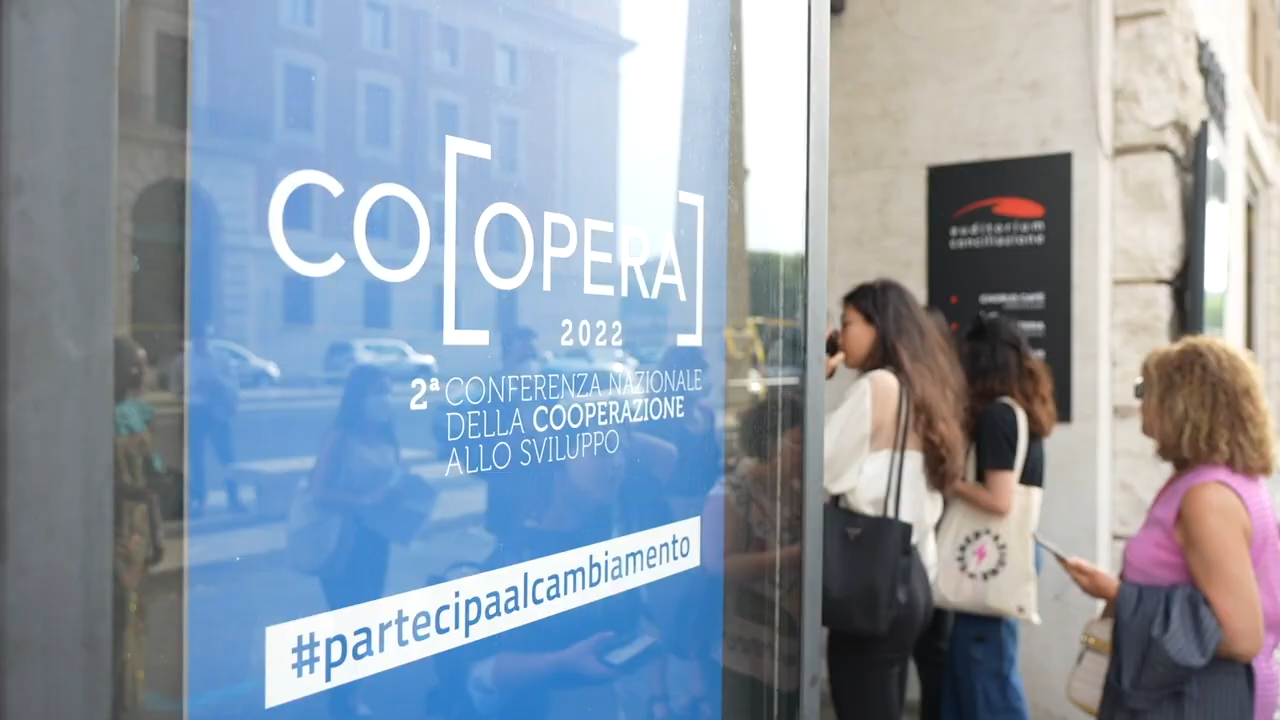 CO[OPERA]
2022
2ª CONFERENZA NAZIONALE
DELLA COOPERAZIONE
ALLO SVILUPPO
#partecipaalcambiamento
auditorium
conciliazione